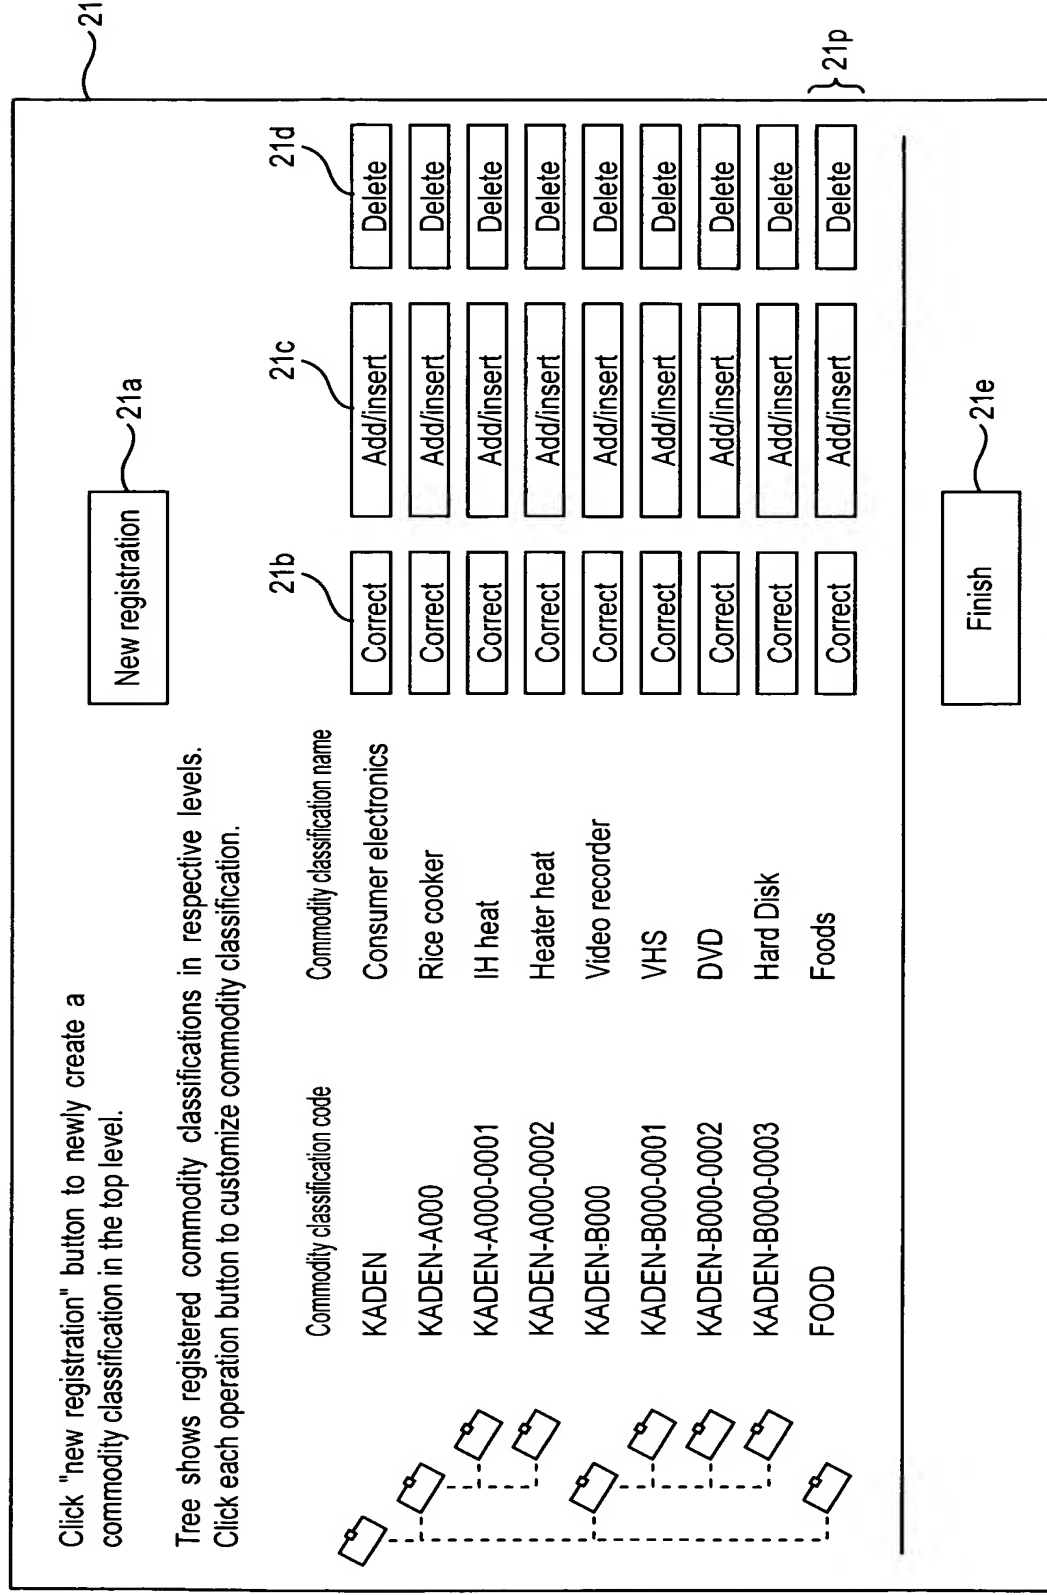 21
Click "new registration" button to newly create a
commodity classification in the top level.
New registration
21a
Tree shows registered commodity classifications in respective levels.
Click each operation button to customize commodity classification.
21b
21c
21d
Commodity classification code Commodity classification name
KADEN Consumer electronics Correct Add/insert Delete
KADEN-A000 Rice cooker Correct Add/insert Delete
KADEN-A000-0001 IH heat Correct Add/insert Delete
KADEN-A000-0002 Heater heat Correct Add/insert Delete
KADEN-B000 Video recorder Correct Add/insert Delete
KADEN-B000-0001 VHS Correct Add/insert Delete
KADEN-B000-0002 DVD Correct Add/insert Delete
KADEN-B000-0003 Hard Disk Correct Add/insert Delete
FOOD Foods Correct Add/insert Delete
21p
Finish
21e